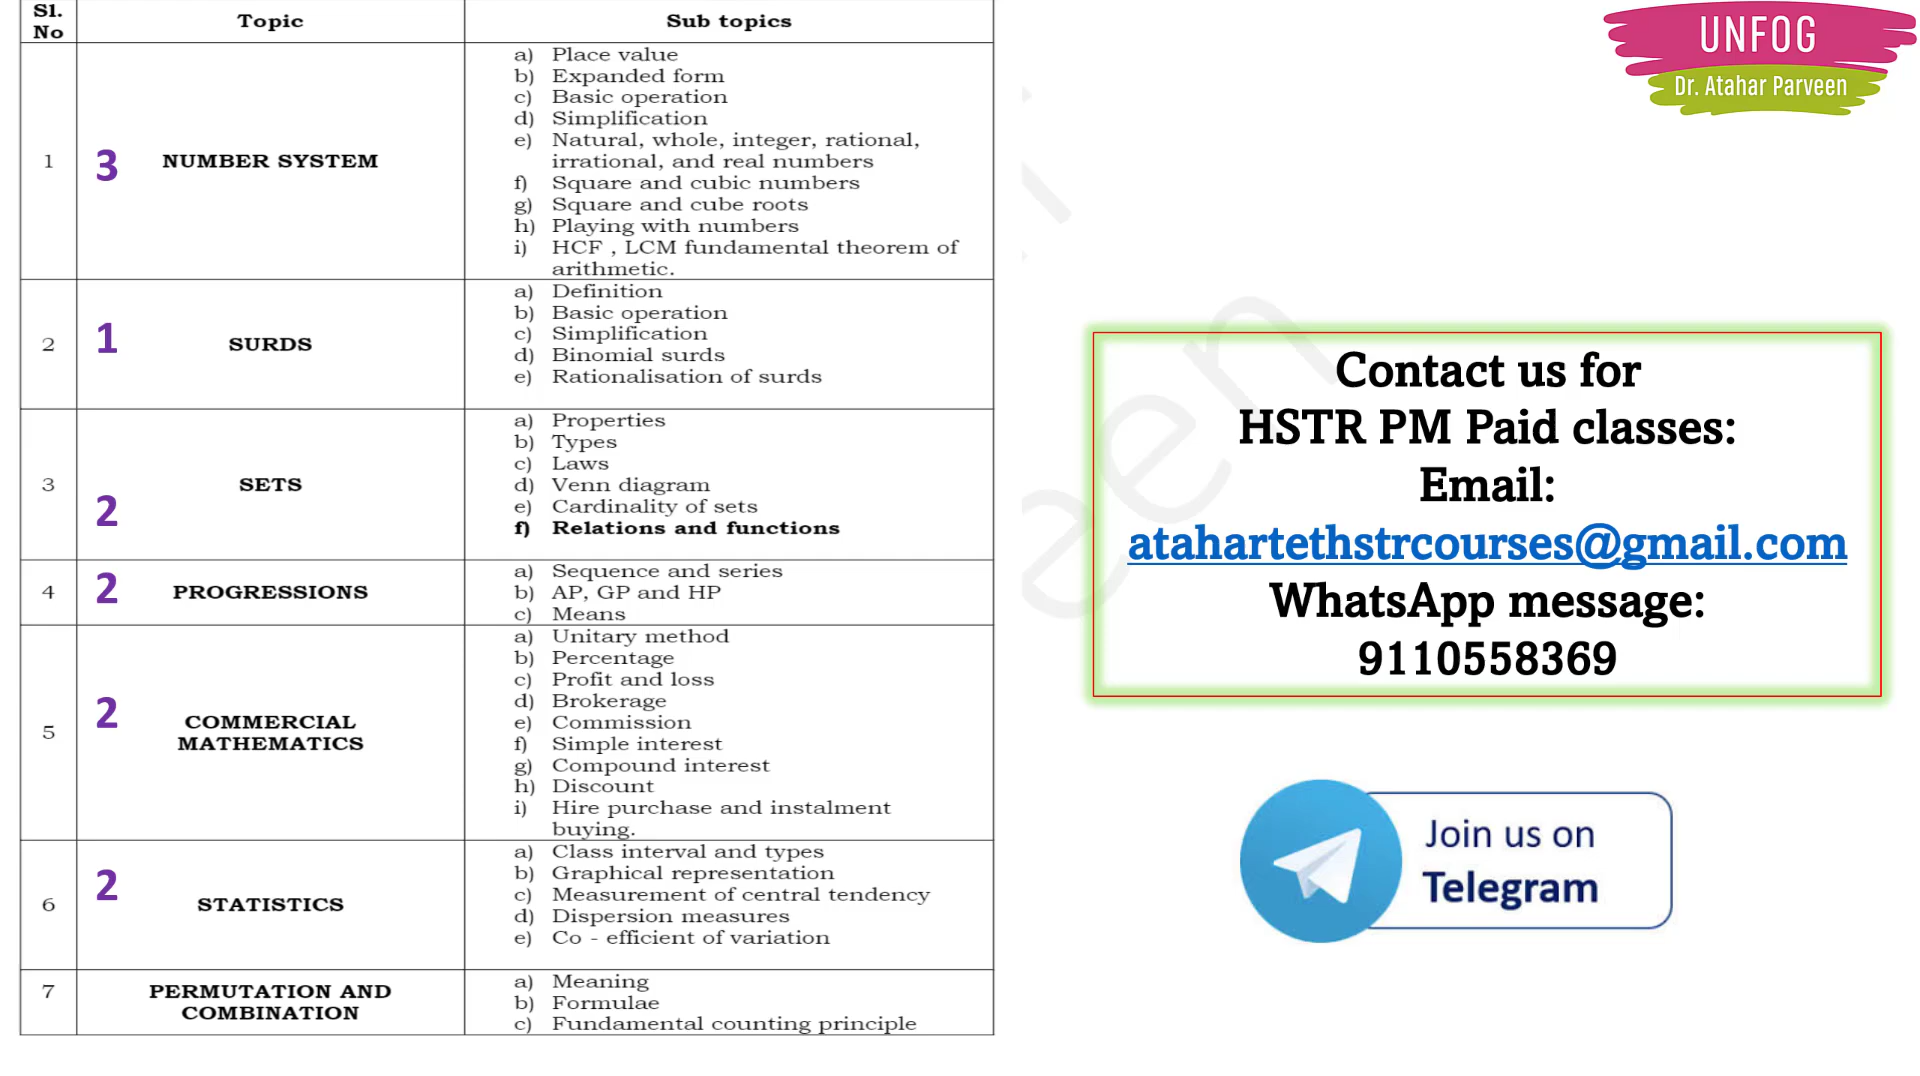 Sl.
No
Topic
Sub topics
1
3
NUMBER SYSTEM
a) Place value
b) Expanded form
c) Basic operation
d) Simplification
e) Natural, whole, integer, rational,
irrational, and real numbers
f) Square and cubic numbers
g) Square and cube roots
h) Playing with numbers
i) HCF , LCM fundamental theorem of
arithmetic.
2
1
SURDS
a) Definition
b) Basic operation
c) Simplification
d) Binomial surds
e) Rationalisation of surds
3
2
SETS
a) Properties
b) Types
c) Laws
d) Venn diagram
e) Cardinality of sets
f) Relations and functions
4
2
PROGRESSIONS
a) Sequence and series
b) AP, GP and HP
c) Means
5
2
COMMERCIAL
MATHEMATICS
a) Unitary method
b) Percentage
c) Profit and loss
d) Brokerage
e) Commission
f) Simple interest
g) Compound interest
h) Discount
i) Hire purchase and instalment
buying.
6
2
STATISTICS
a) Class interval and types
b) Graphical representation
c) Measurement of central tendency
d) Dispersion measures
e) Co - efficient of variation
7
PERMUTATION AND
COMBINATION
a) Meaning
b) Formulae
c) Fundamental counting principle
UNFOG
Dr. Atahar Parveen
Contact us for
HSTR PM Paid classes:
Email:
atahartethstrcourses@gmail.com
WhatsApp message:
9110558369
Join us on
Telegram